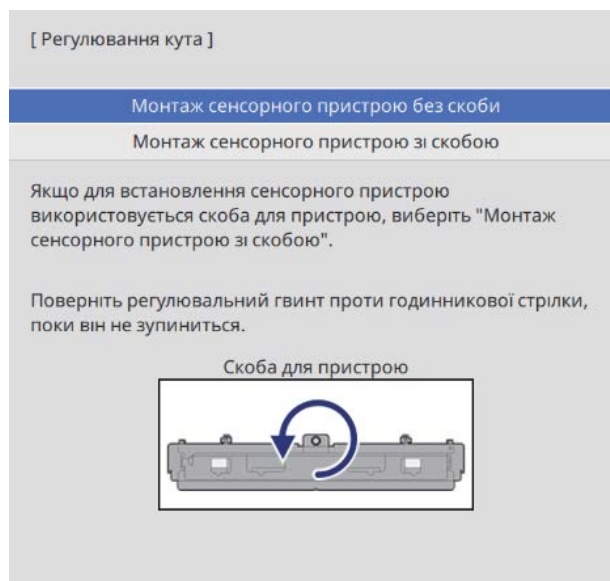 [ Регулювання кута ]
Монтаж сенсорного пристрою без скоби
Монтаж сенсорного пристрою зі скобою
Якщо для встановлення сенсорного пристрою
використовується скоба для пристрою, виберіть "Монтаж
сенсорного пристрою зі скобою".
Поверніть регулювальний гвинт проти годинникової стрілки,
поки він не зупиниться.
Скоба для пристрою